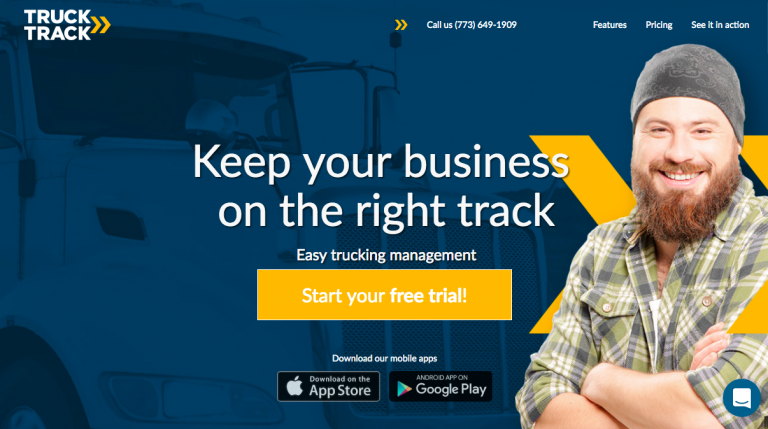 TRUCK
TRACK
Call us (773) 649-1909
Features
Pricing
See it in action
Keep your business
on the right track
Easy trucking management
Start your free trial!
Download our mobile apps
Download on the
App Store
ANDROID APP ON
Google Play